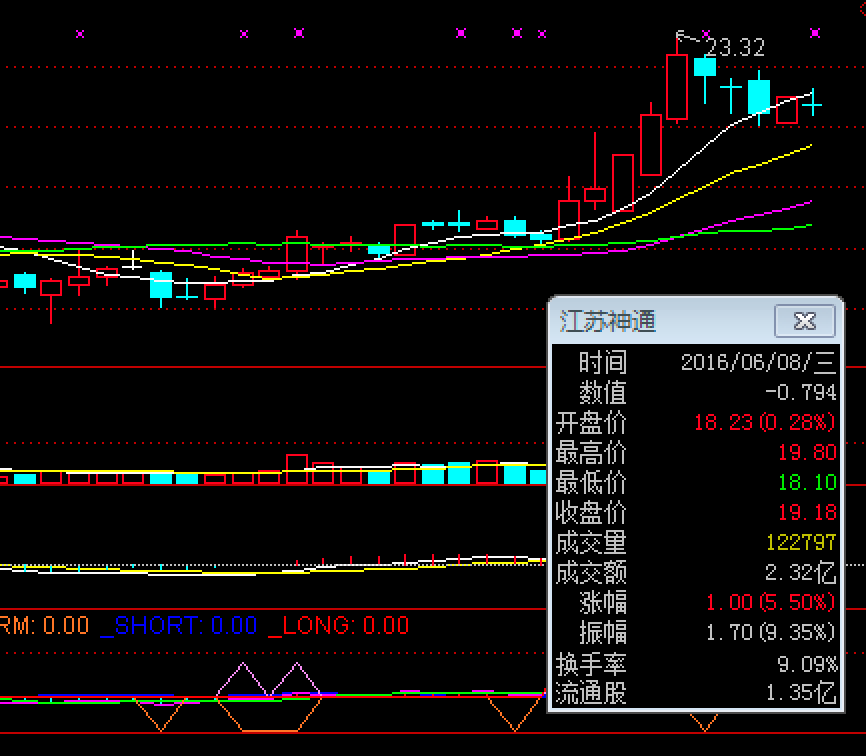 23.32
江苏神通
时间 2016/06/08/三
数值 -0.794
开盘价 18.23(0.28%)
最高价 19.80
最低价 18.10
收盘价 19.18
成交量 122797
成交额 2.32亿
涨幅 1.00(5.50%)
振幅 1.70(9.35%)
换手率 9.09%
流通股 1.35亿
RM: 0.00 _SHORT: 0.00 _LONG: 0.00